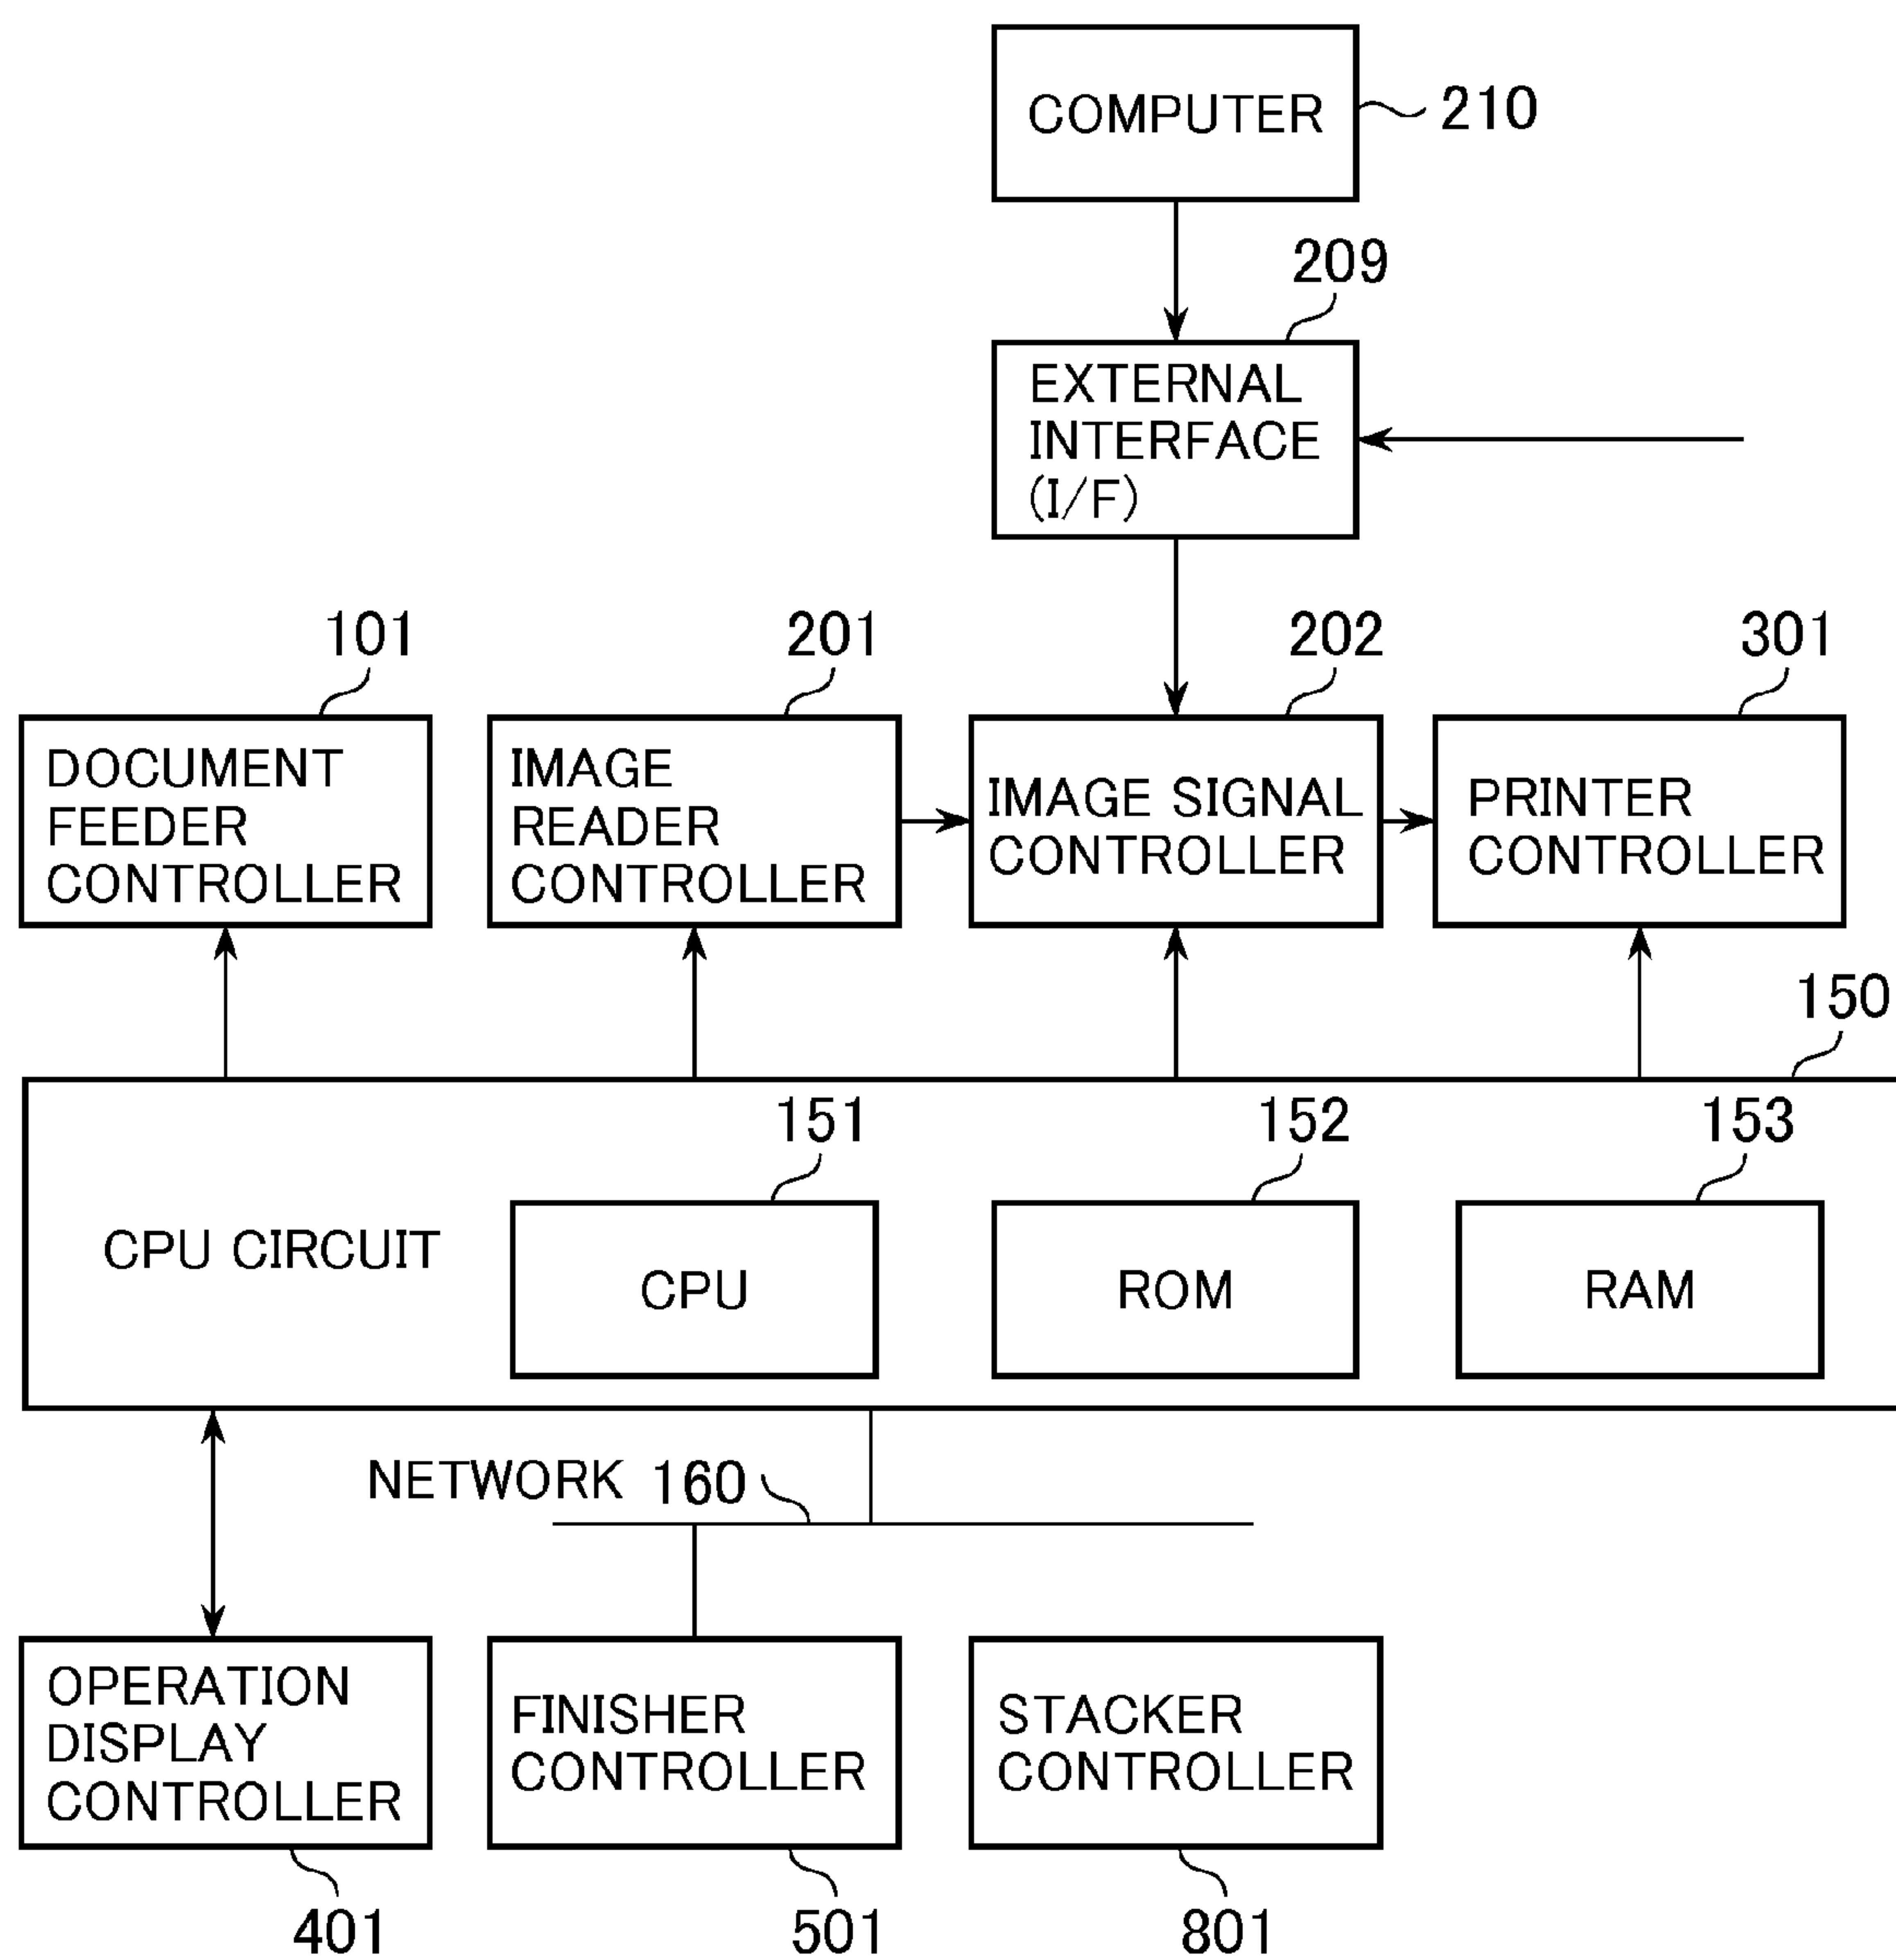 COMPUTER
210
209
EXTERNAL
INTERFACE
(I/F)
101
201
202
301
DOCUMENT
FEEDER
CONTROLLER
IMAGE
READER
CONTROLLER
IMAGE SIGNAL
CONTROLLER
PRINTER
CONTROLLER
150
151
152
153
CPU CIRCUIT
CPU
ROM
RAM
NETWORK 160
OPERATION
DISPLAY
CONTROLLER
FINISHER
CONTROLLER
STACKER
CONTROLLER
401
501
801